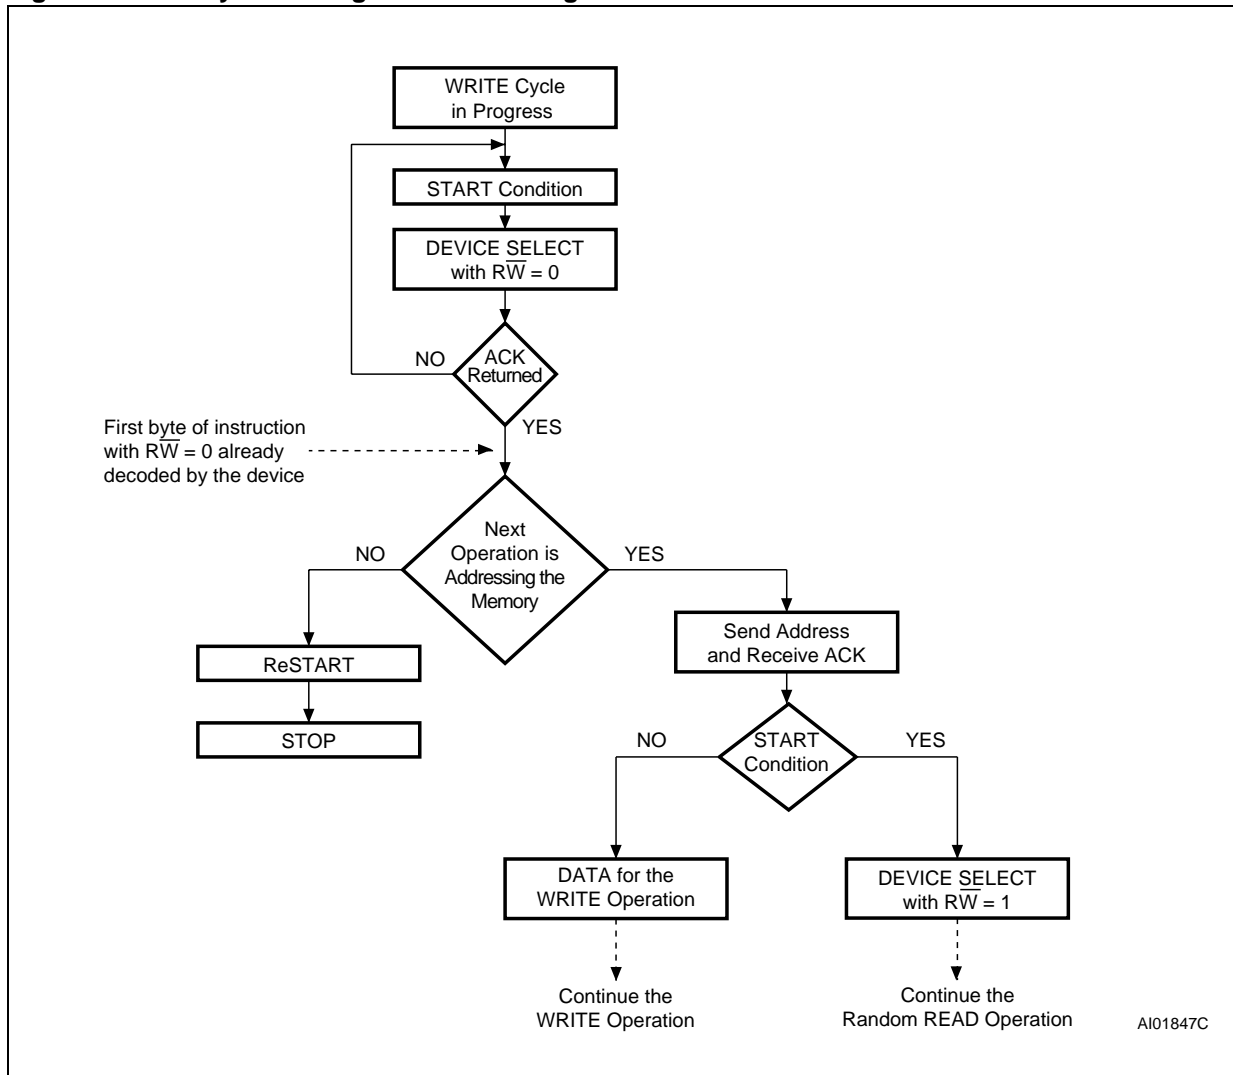 WRITE Cycle
in Progress
START Condition
DEVICE SELECT
with RW̅ = 0
ACK
Returned
NO
YES
First byte of instruction
with RW̅ = 0 already
decoded by the device
Next
Operation is
Addressing the
Memory
NO
YES
Send Address
and Receive ACK
ReSTART
STOP
START
Condition
NO
YES
DATA for the
WRITE Operation
DEVICE SELECT
with RW̅ = 1
Continue the
WRITE Operation
Continue the
Random READ Operation
AI01847C